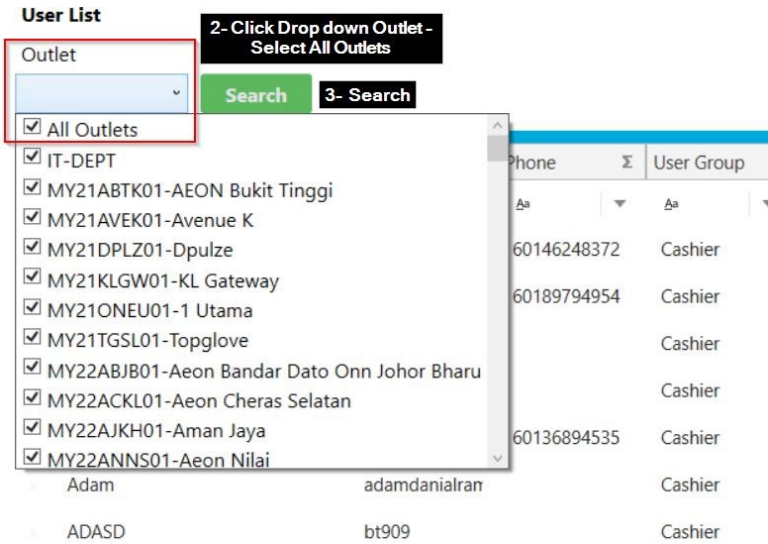 User List
2- Click Drop down Outlet -
Select All Outlets
Outlet
Search
3- Search
All Outlets
IT-DEPT
MY21ABTK01-AEON Bukit Tinggi
MY21AVEK01-Avenue K
MY21DPLZ01-Dpulze
MY21KLGW01-KL Gateway
MY21ONEU01-1 Utama
MY21TGSL01-Topglove
MY22ABJB01-Aeon Bandar Dato Onn Johor Bharu
MY22ACKL01-Aeon Cheras Selatan
MY22AJKH01-Aman Jaya
MY22ANNS01-Aeon Nilai
Phone Σ User Group
Aa Aa
60146248372 Cashier
60189794954 Cashier
Cashier
Cashier
60136894535 Cashier
Adam adamdanialram Cashier
ADASD bt909 Cashier